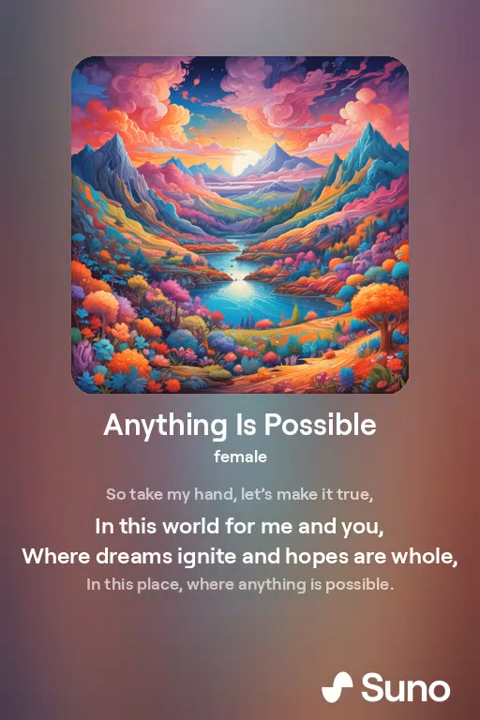 Anything Is Possible
female
So take my hand, let's make it true,
In this world for me and you,
Where dreams ignite and hopes are whole,
In this place, where anything is possible.
Suno